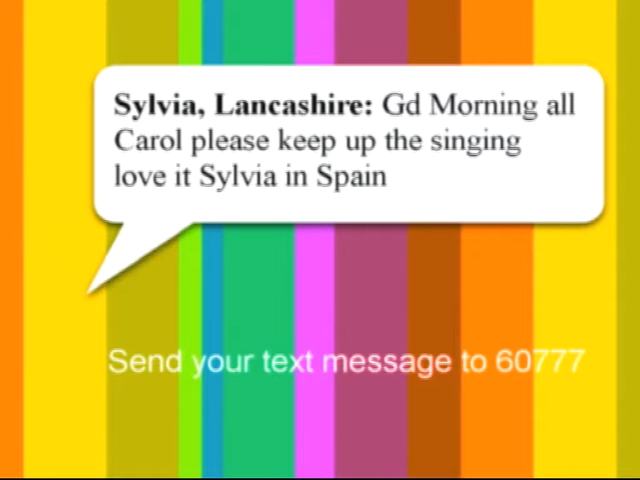 Sylvia, Lancashire: Gd Morning all
Carol please keep up the singing
love it Sylvia in Spain
Send your text message to 60777